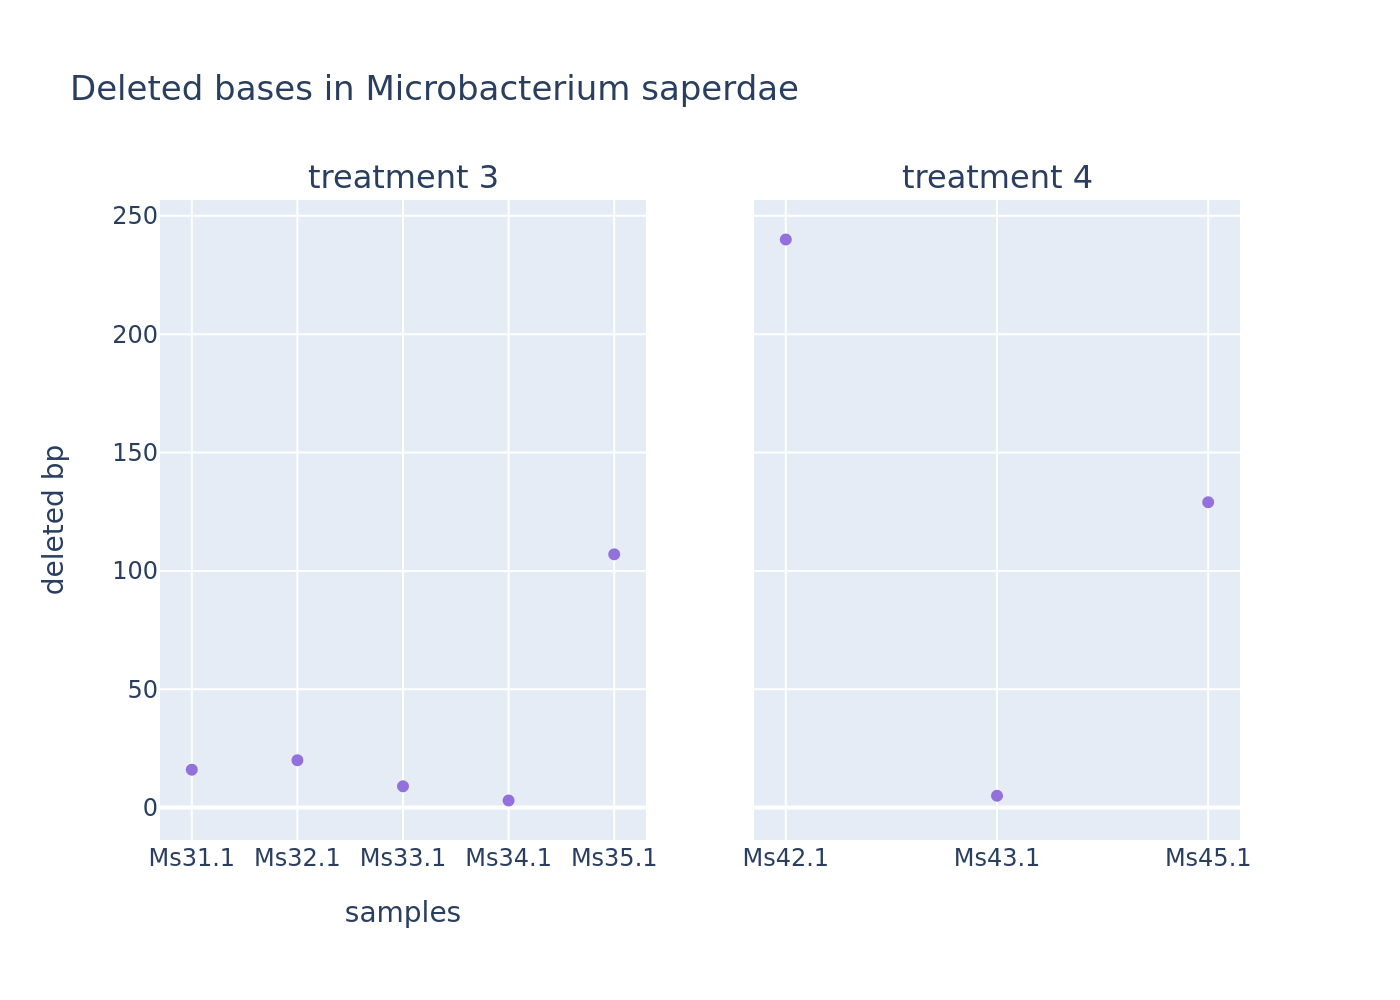 Deleted bases in Microbacterium saperdae
treatment 3
treatment 4
250
200
150
100
50
0
deleted bp
Ms31.1 Ms32.1 Ms33.1 Ms34.1 Ms35.1
Ms42.1 Ms43.1 Ms45.1
samples